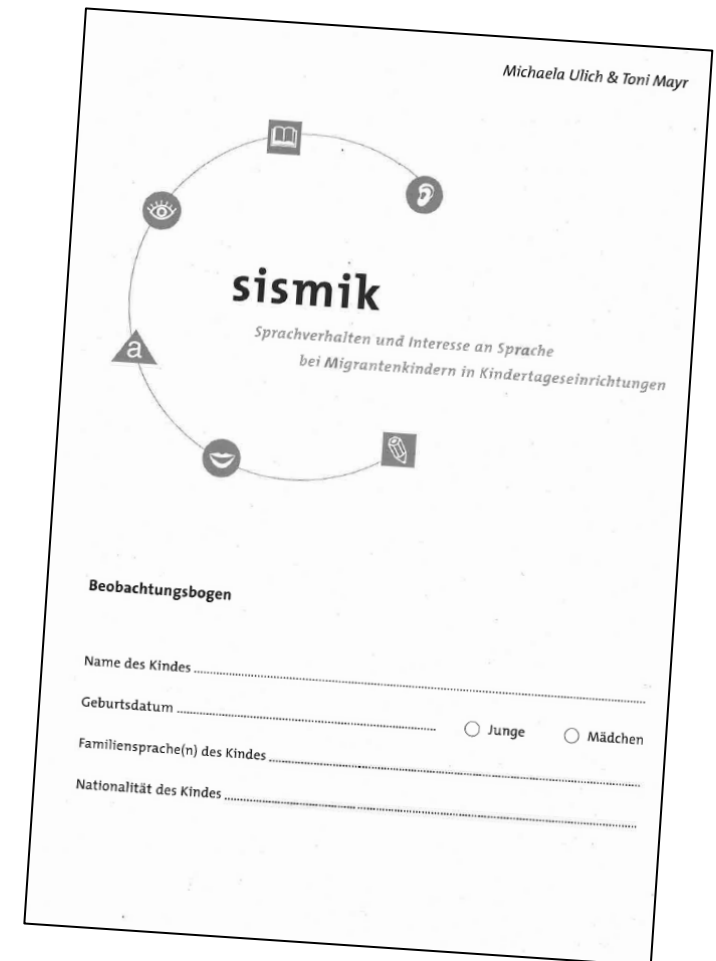 Michaela Ulich & Toni Mayr
a
sismik
Sprachverhalten und Interesse an Sprache
bei Migrantenkindern in Kindertageseinrichtungen
Beobachtungsbogen
Name des Kindes
Geburtsdatum Junge Mädchen
Familiensprache(n) des Kindes
Nationalität des Kindes